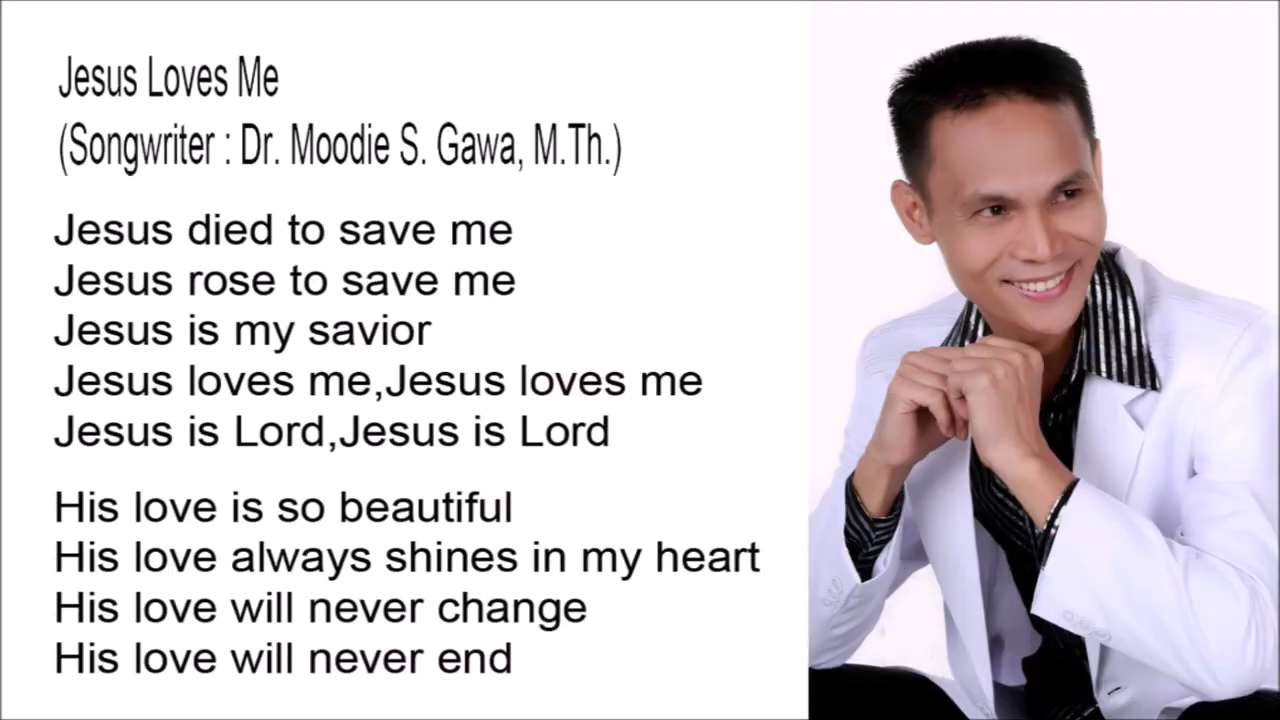 Jesus Loves Me
(Songwriter : Dr. Moodie S. Gawa, M.Th.)
Jesus died to save me
Jesus rose to save me
Jesus is my savior
Jesus loves me,Jesus loves me
Jesus is Lord,Jesus is Lord
His love is so beautiful
His love always shines in my heart
His love will never change
His love will never end